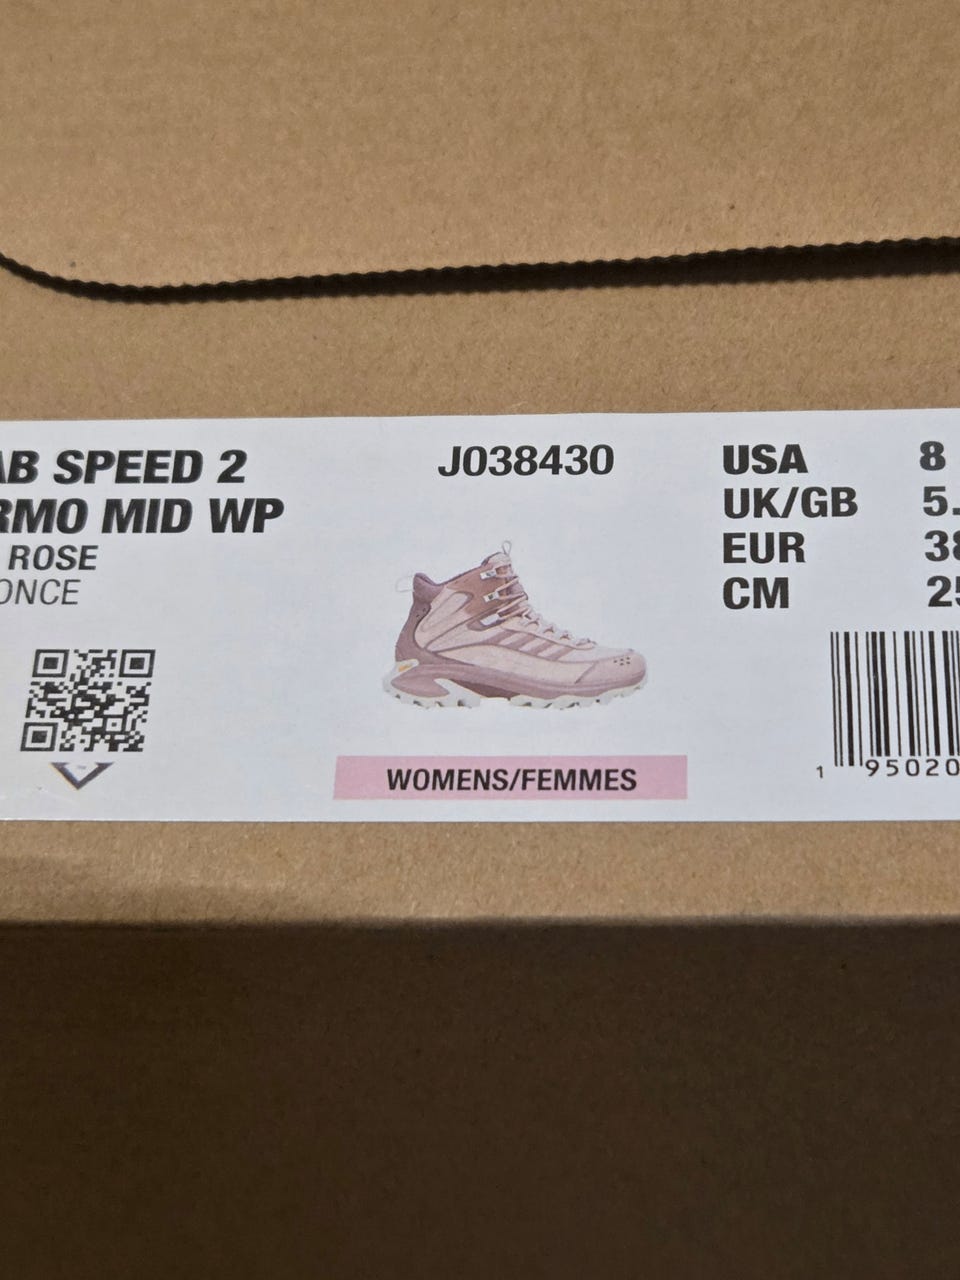 AB SPEED 2
RMO MID WP
ROSE
ONCE
J038430
WOMENS/FEMMES
USA 8
UK/GB 5.
EUR 38
CM 25
1 95020